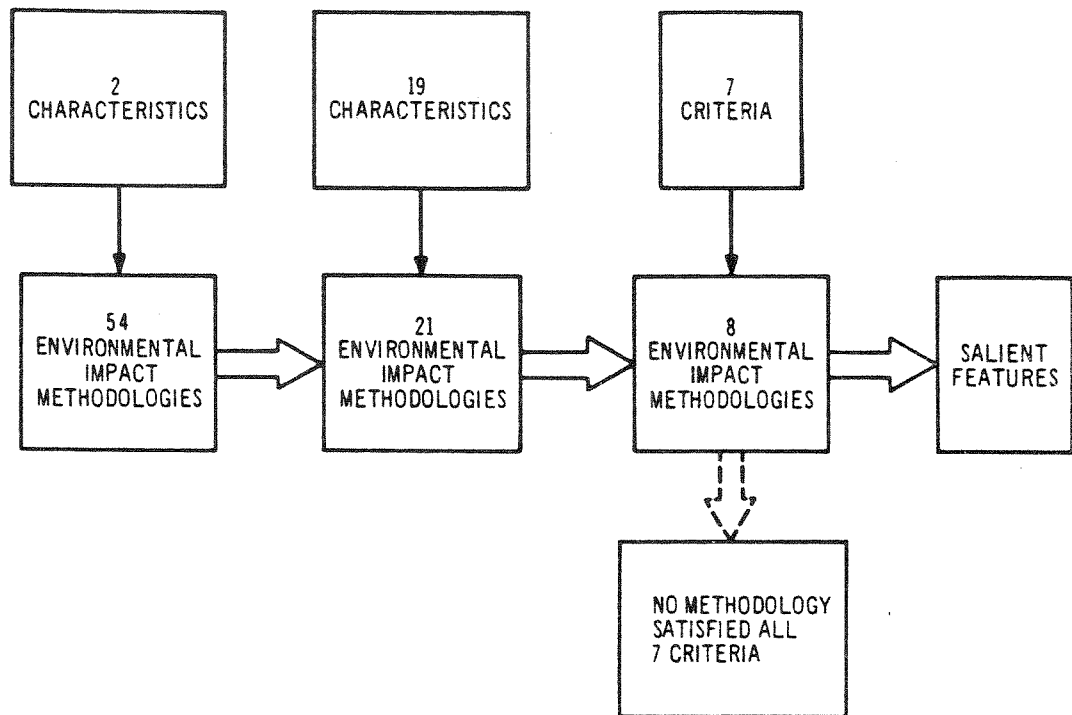 2
CHARACTERISTICS
19
CHARACTERISTICS
7
CRITERIA
54
ENVIRONMENTAL
IMPACT
METHODOLOGIES
21
ENVIRONMENTAL
IMPACT
METHODOLOGIES
8
ENVIRONMENTAL
IMPACT
METHODOLOGIES
SALIENT
FEATURES
NO METHODOLOGY
SATISFIED ALL
7 CRITERIA